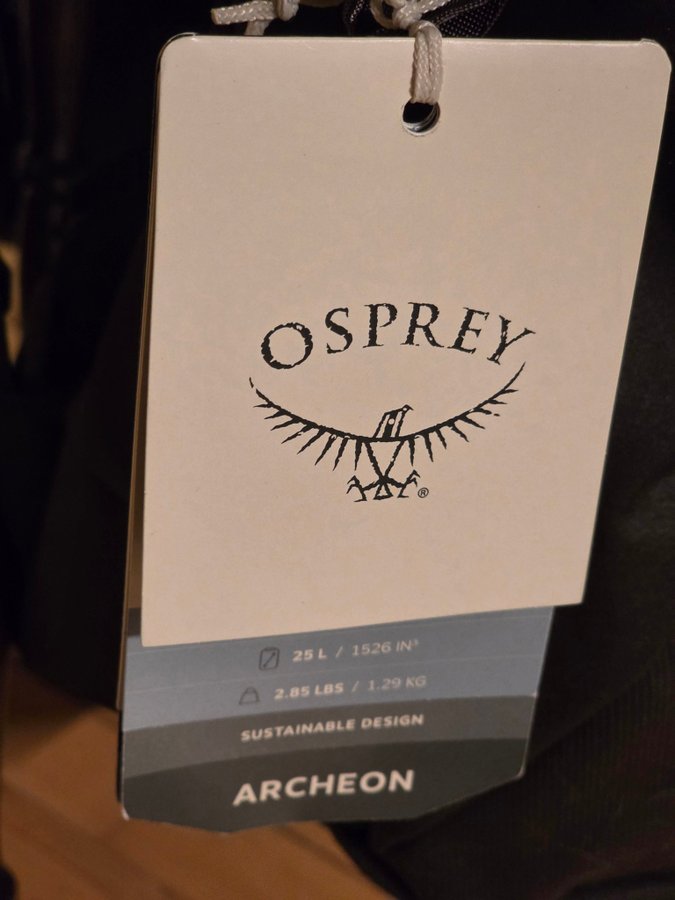 OSPREY
®
25 L / 1526 IN³
2.85 LBS / 1.29 KG
SUSTAINABLE DESIGN
ARCHEON